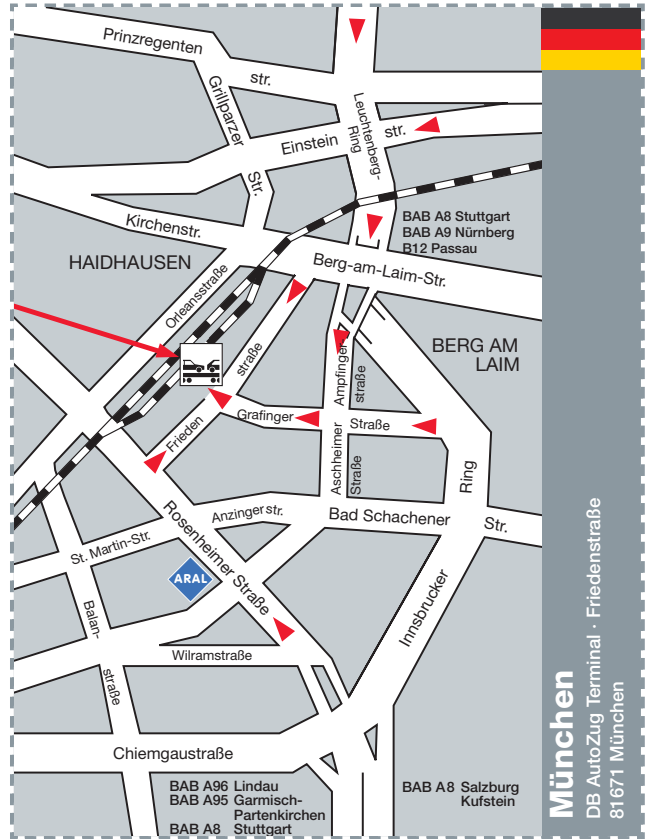 Prinzregenten
str.
Grillparzer
Str.
Leuchtenberg-
Ring
Einstein
str.
Kirchenstr.
BAB A8 Stuttgart
BAB A9 Nürnberg
B12 Passau
HAIDHAUSEN
Berg-am-Laim-Str.
Orleansstraße
BERG AM
LAIM
Ampfinger-
straße
Frieden
straße
Grafinger
Straße
Aschheimer
Straße
Ring
Rosenheimer Straße
Anzingerstr.
Bad Schachener
Str.
St. Martin-Str.
ARAL
Innsbrucker
Balan-
straße
Wilramstraße
Chiemgaustraße
BAB A96 Lindau
BAB A95 Garmisch-
Partenkirchen
BAB A8 Stuttgart
BAB A8 Salzburg
Kufstein
München
DB AutoZug Terminal · Friedenstraße
81671 München